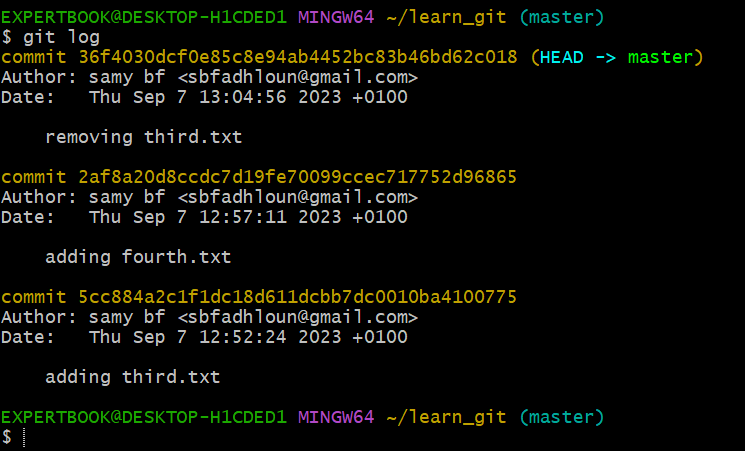 EXPERTBOOK@DESKTOP-H1CDED1 MINGW64 ~/learn_git (master)
$ git log
commit 36f4030dcf0e85c8e94ab4452bc83b46bd62c018 (HEAD -> master)
Author: samy bf <sbfadhloun@gmail.com>
Date:   Thu Sep 7 13:04:56 2023 +0100

    removing third.txt

commit 2af8a20d8ccdc7d19fe70099ccec717752d96865
Author: samy bf <sbfadhloun@gmail.com>
Date:   Thu Sep 7 12:57:11 2023 +0100

    adding fourth.txt

commit 5cc884a2c1f1dc18d611dcbb7dc0010ba4100775
Author: samy bf <sbfadhloun@gmail.com>
Date:   Thu Sep 7 12:52:24 2023 +0100

    adding third.txt

EXPERTBOOK@DESKTOP-H1CDED1 MINGW64 ~/learn_git (master)
$